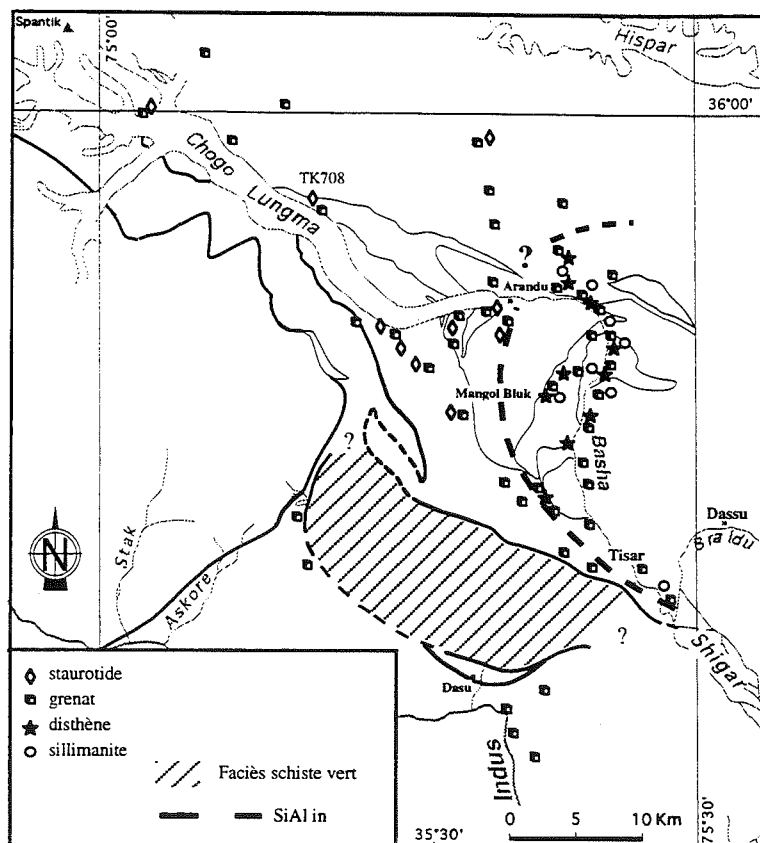 Spantik
75°00'
Hispar
36°00'
Chogo
Lungma
TK708
?
Arandu
Mangol Bluk
?
Basha
Dassu
Braldu
Tisar
Stak
Askore
N
?
Shigar
Dasu
Indus
staurotide
grenat
disthène
sillimanite
Faciès schiste vert
SiAl in
35°30'
0 5 10 Km
75°30'